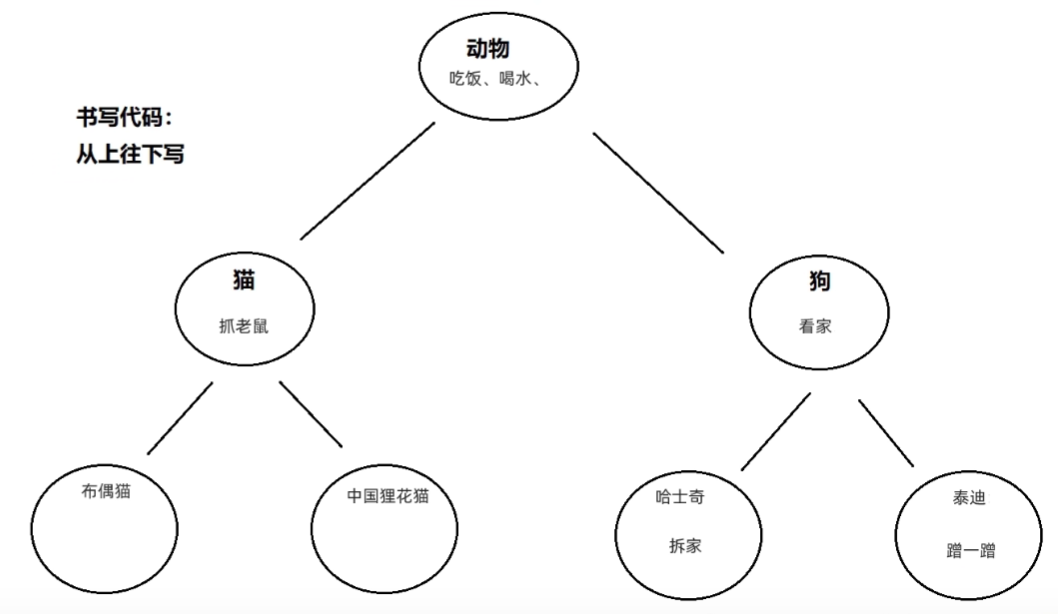 动物
吃饭、喝水、
书写代码：
从上往下写
猫
抓老鼠
狗
看家
布偶猫
中国狸花猫
哈士奇
拆家
泰迪
蹭一蹭